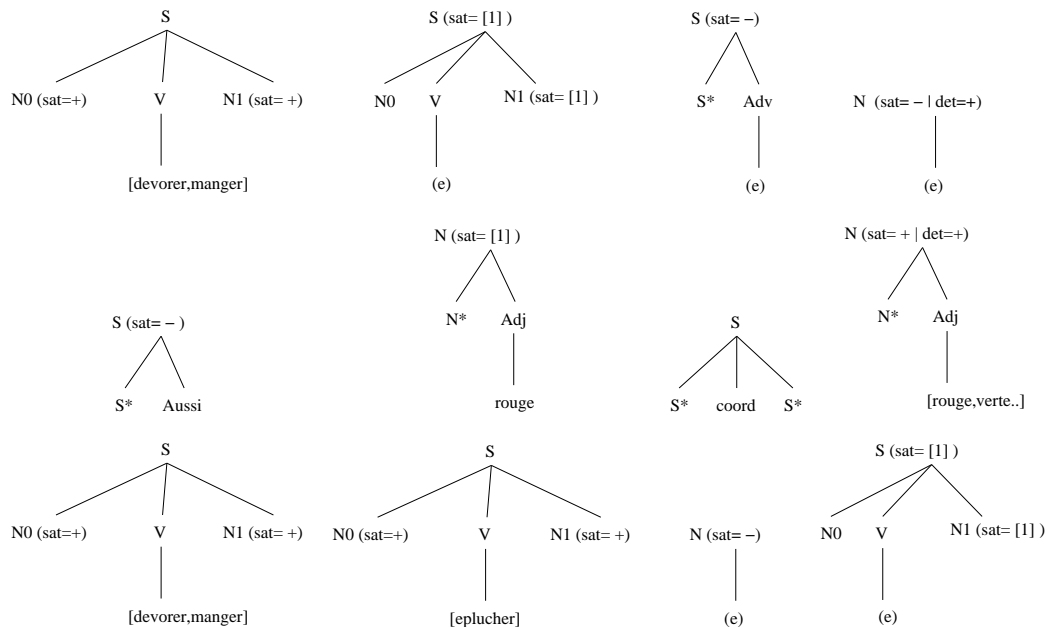 S
N0 (sat=+) V N1 (sat= +)
[devorer,manger]
S (sat= [1] )
N0 V N1 (sat= [1] )
(e)
S (sat= −)
S* Adv
(e)
N (sat= − | det=+)
(e)
S (sat= − )
S* Aussi
N (sat= [1] )
N* Adj
rouge
S
S* coord S*
N (sat= + | det=+)
N* Adj
[rouge,verte..]
S
N0 (sat=+) V N1 (sat= +)
[devorer,manger]
S
N0 (sat=+) V N1 (sat= +)
[eplucher]
N (sat= −)
(e)
S (sat= [1] )
N0 V N1 (sat= [1] )
(e)